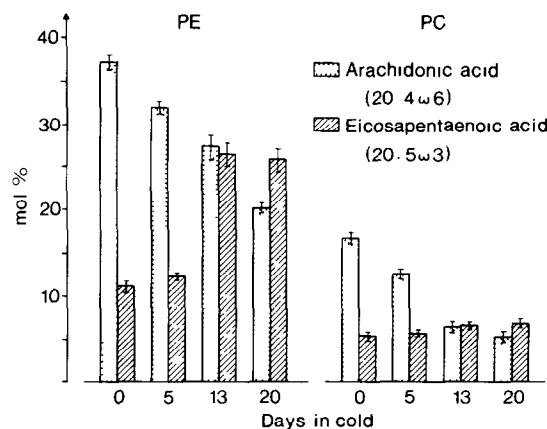 PE
PC
Arachidonic acid
(20 4ω6)
Eicosapentaenoic acid
(20·5ω3)
mol %
40
30
20
10
0 5 13 20
0 5 13 20
Days in cold